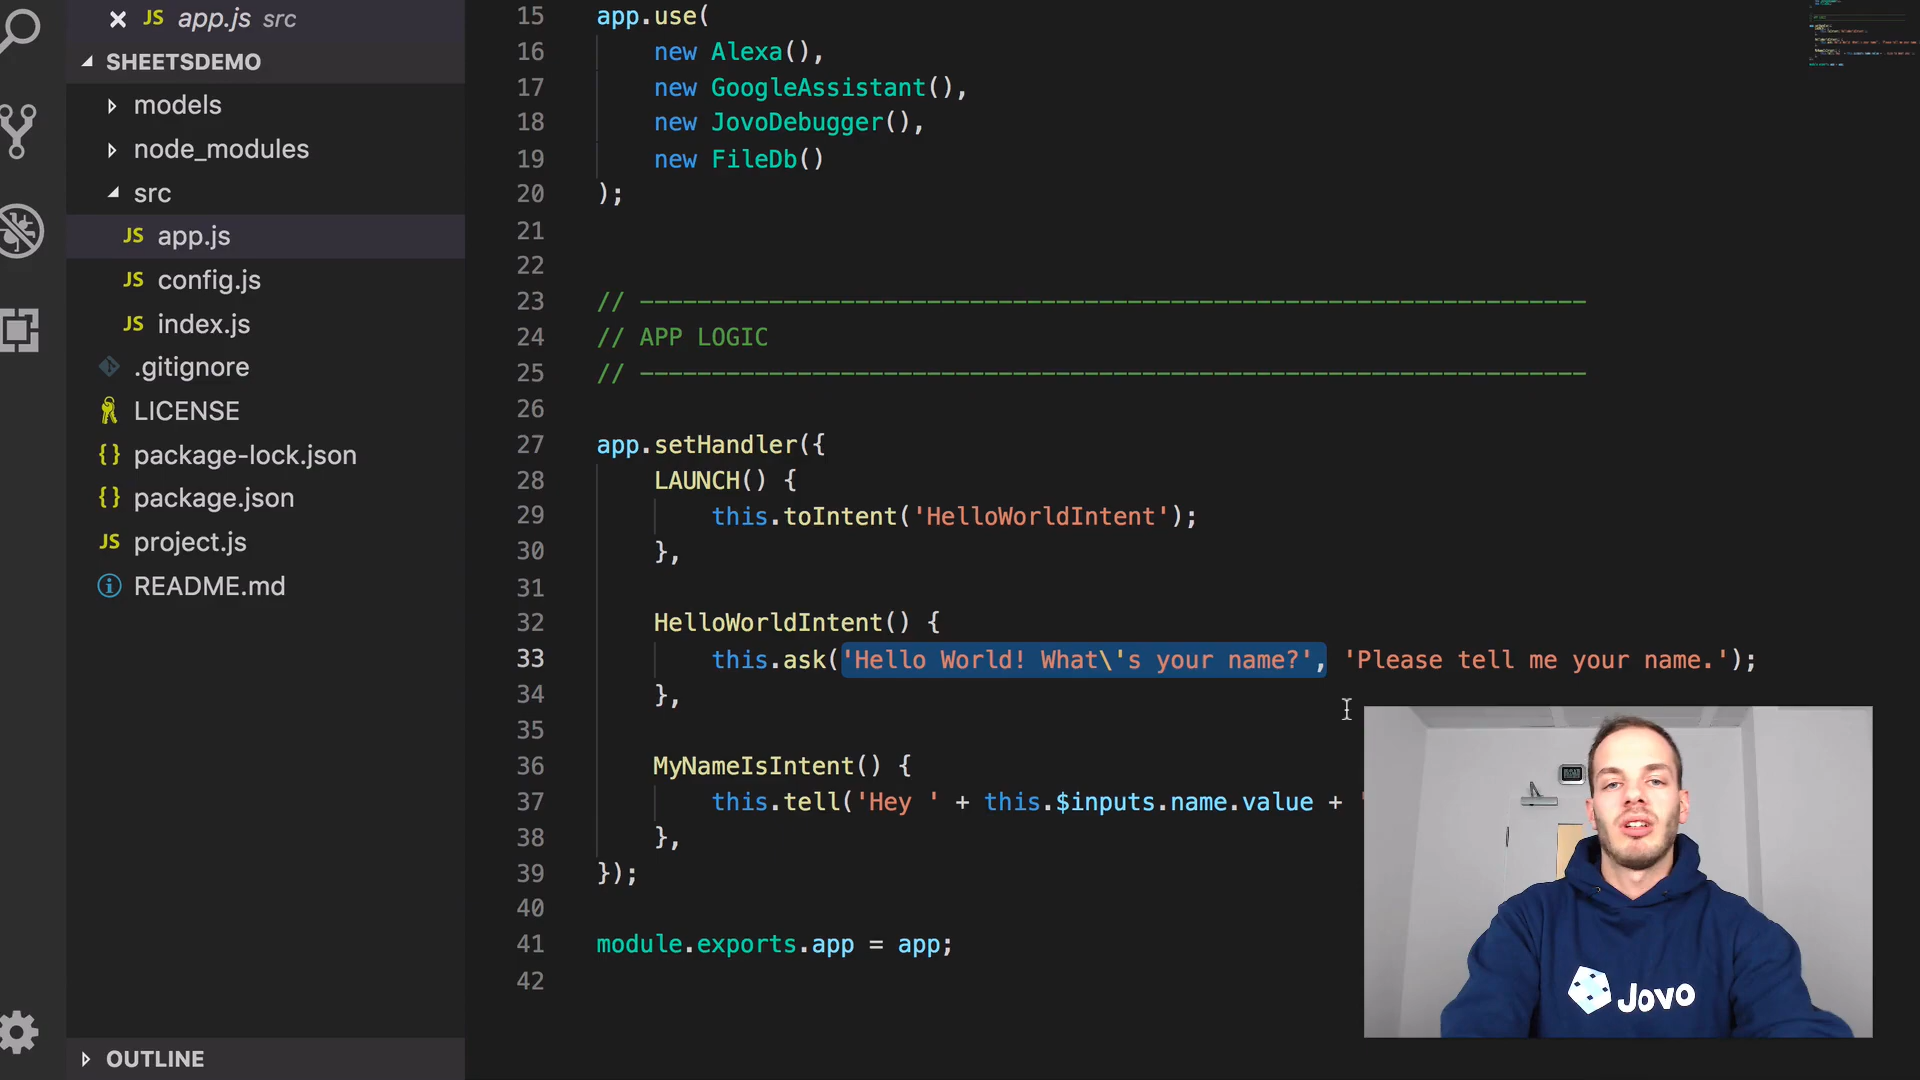 JS app.js src
SHEETSDEMO
models
node_modules
src
JS app.js
JS config.js
JS index.js
.gitignore
LICENSE
{} package-lock.json
{} package.json
JS project.js
README.md
OUTLINE
15 app.use(
16 new Alexa(),
17 new GoogleAssistant(),
18 new JovoDebugger(),
19 new FileDb()
20 );
21
22
23 // ------------------------------------------------------------------
24 // APP LOGIC
25 // ------------------------------------------------------------------
26
27 app.setHandler({
28 LAUNCH() {
29 this.toIntent('HelloWorldIntent');
30 },
31
32 HelloWorldIntent() {
33 this.ask('Hello World! What\'s your name?', 'Please tell me your name.');
34 },
35
36 MyNameIsIntent() {
37 this.tell('Hey ' + this.$inputs.name.value + '
38 },
39 });
40
41 module.exports.app = app;
42
Jovo